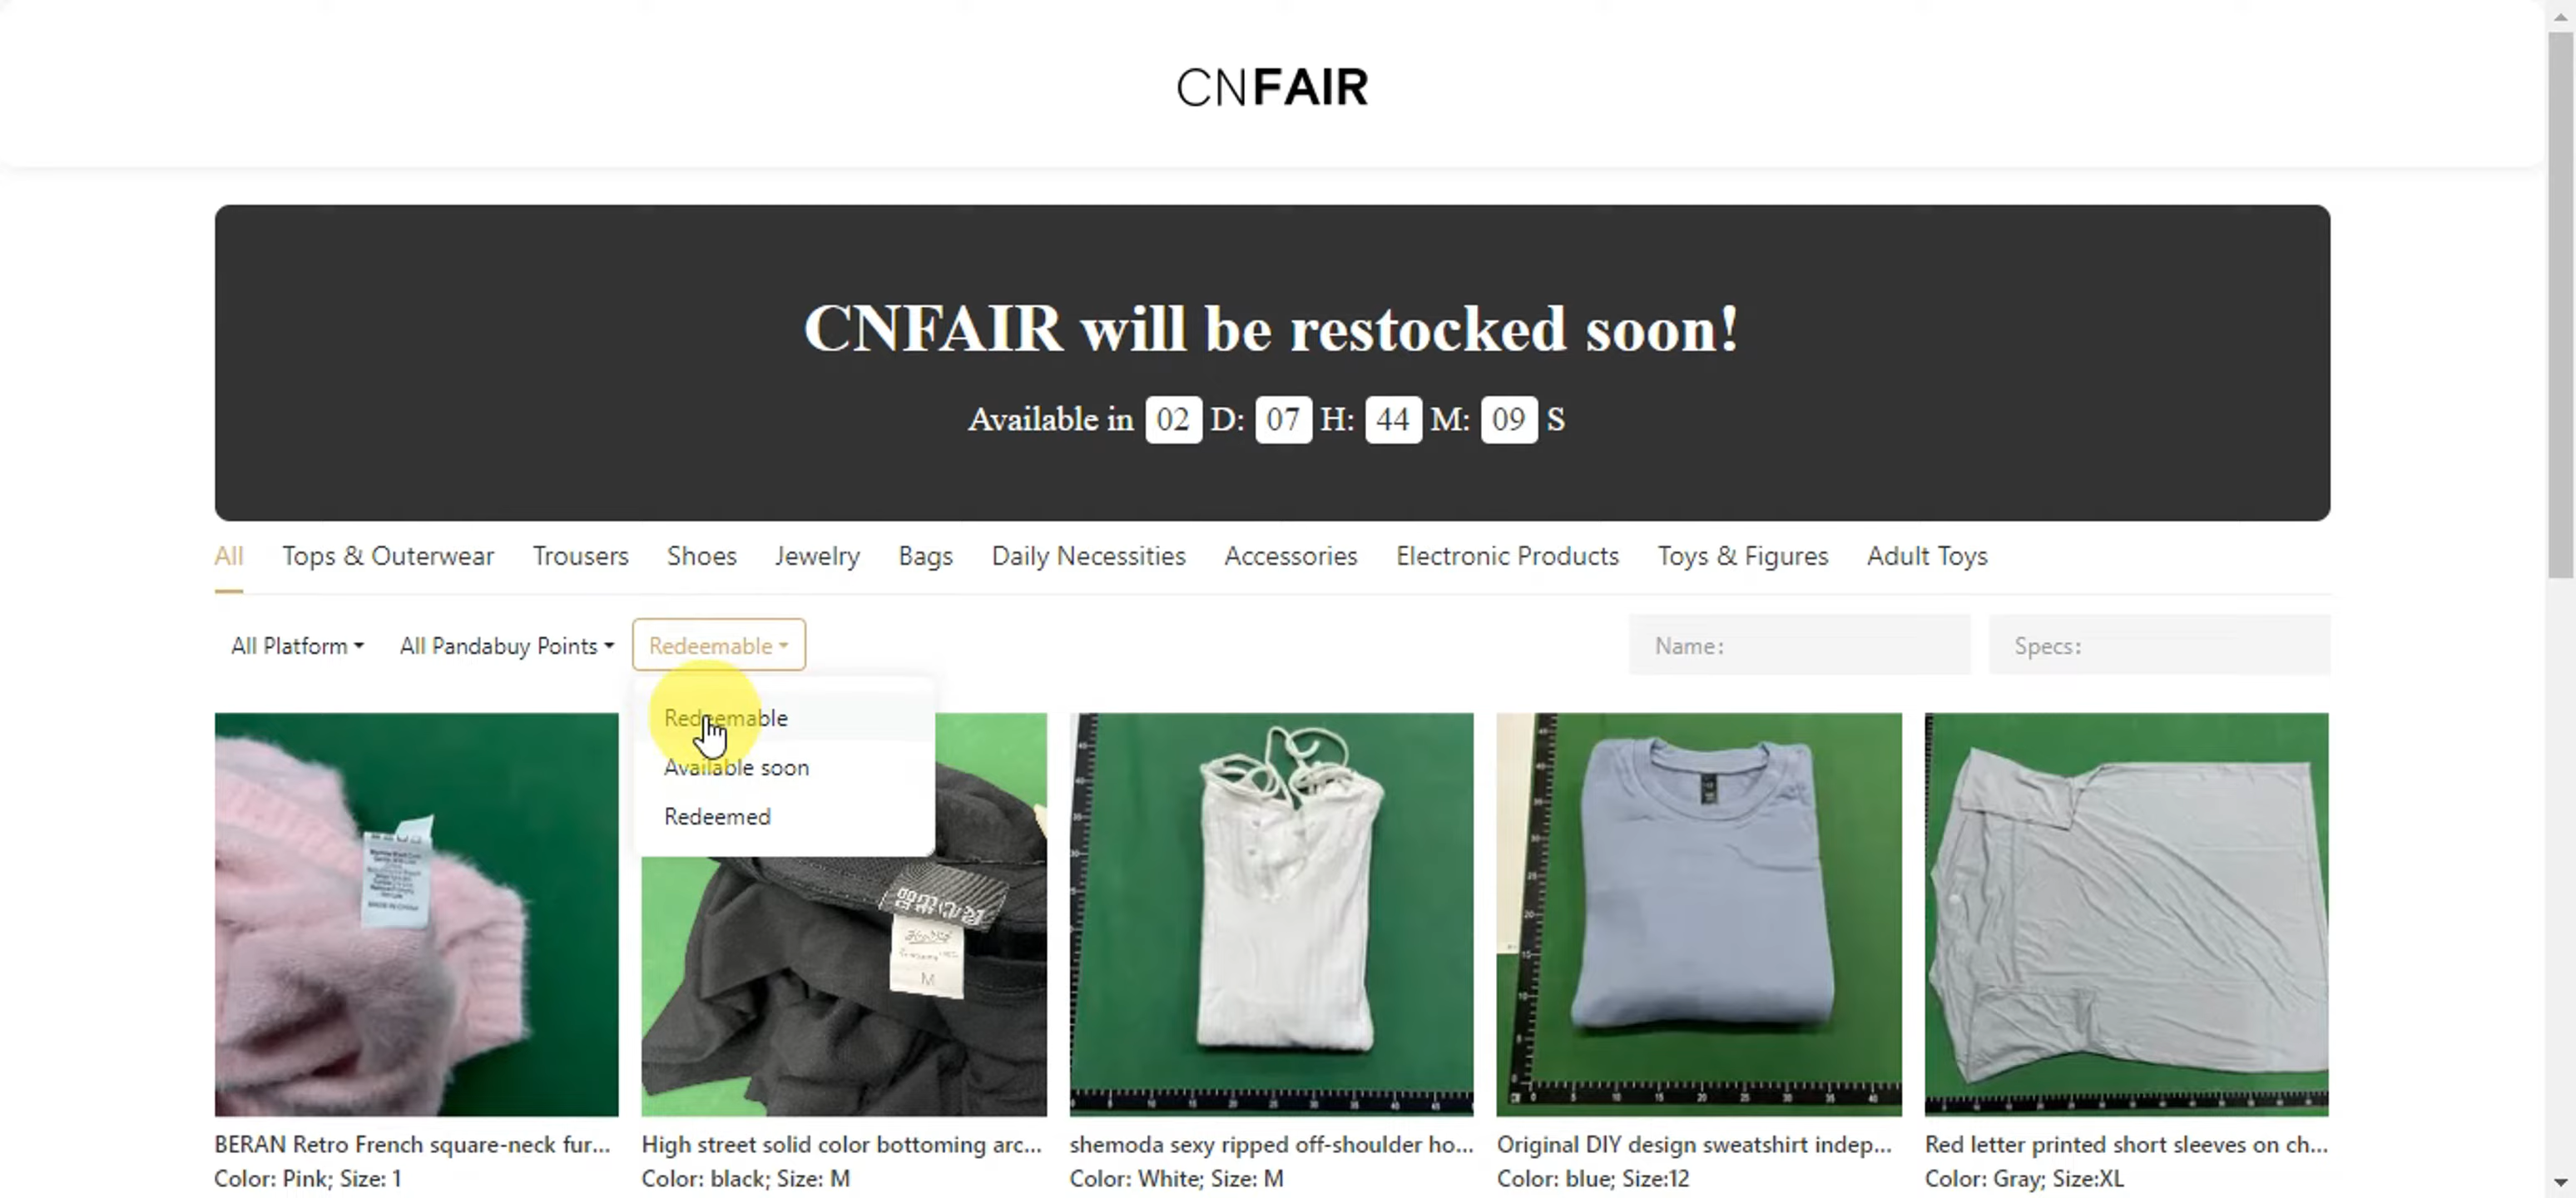 CNFAIR
CNFAIR will be restocked soon!
Available in 02 D: 07 H: 44 M: 09 S
All Tops & Outerwear Trousers Shoes Jewelry Bags Daily Necessities Accessories Electronic Products Toys & Figures Adult Toys
All Platform All Pandabuy Points Redeemable Name: Specs:
Redeemable
Available soon
Redeemed
M
BERAN Retro French square-neck fur... High street solid color bottoming arc... shemoda sexy ripped off-shoulder ho... Original DIY design sweatshirt indep... Red letter printed short sleeves on ch...
Color: Pink; Size: 1 Color: black; Size: M Color: White; Size: M Color: blue; Size:12 Color: Gray; Size:XL